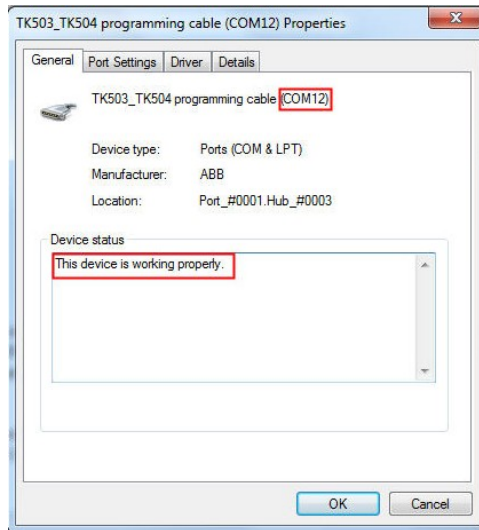 TK503_TK504 programming cable (COM12) Properties
General Port Settings Driver Details
TK503_TK504 programming cable (COM12)
Device type: Ports (COM & LPT)
Manufacturer: ABB
Location: Port_#0001.Hub_#0003
Device status
This device is working properly.
OK Cancel